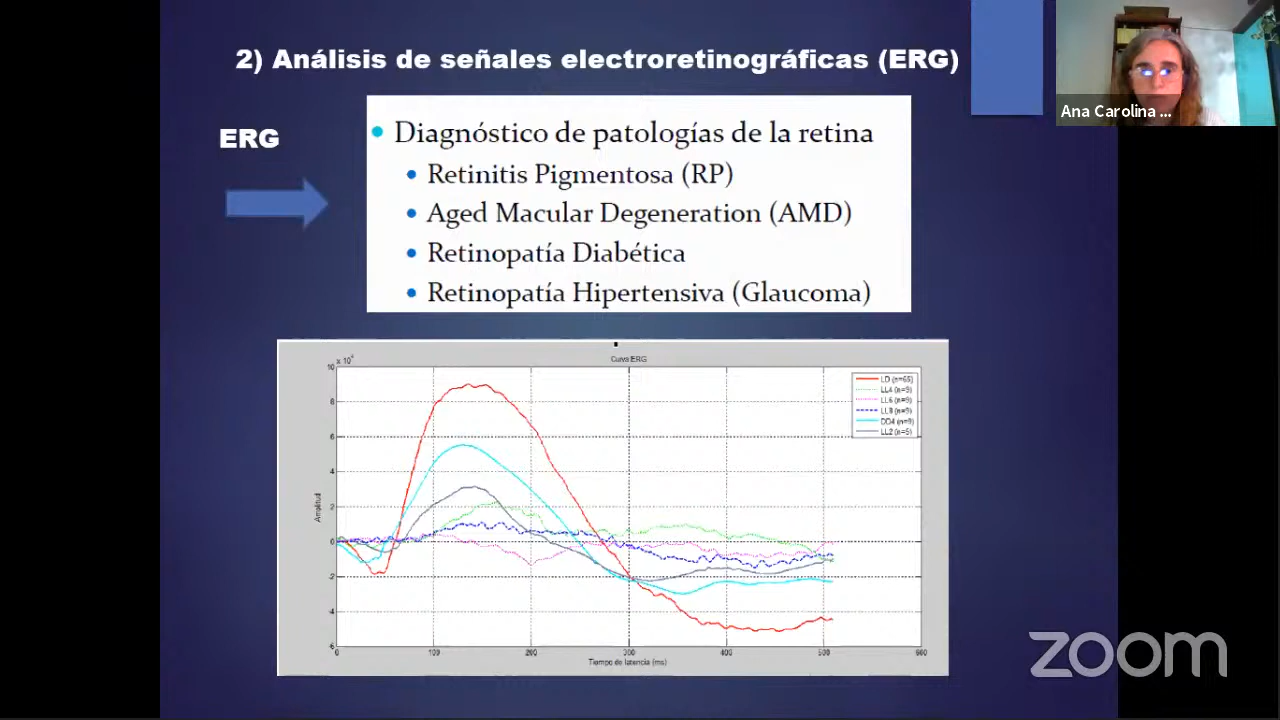 2) Análisis de señales electroretinográficas (ERG)
Ana Carolina ...
ERG
Diagnóstico de patologías de la retina
Retinitis Pigmentosa (RP)
Aged Macular Degeneration (AMD)
Retinopatía Diabética
Retinopatía Hipertensiva (Glaucoma)
Curva ERG
x 10
10
8
6
4
2
0
-2
-4
-6
Amplitud
0 100 200 300 400 500 600
Tiempo de latencia (ms)
LD (n=65)
LL4 (n=9)
LL6 (n=9)
LL8 (n=9)
DD4 (n=9)
LL2 (n=5)
zoom